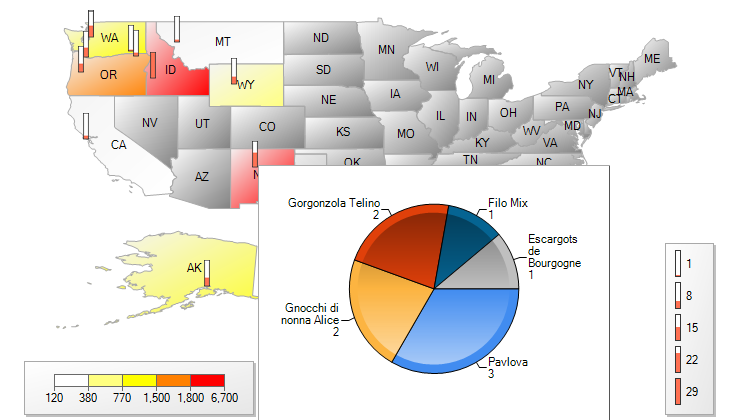 WA
MT
ND
MN
ME
OR
ID
SD
WI
MI
VT
NH
WY
NY
MA
NE
IA
CT
IL
IN
OH
PA
NJ
NV
UT
CO
KS
MO
WV
MD
CA
KY
VA
AZ
OK
TN
NC
AK
Gorgonzola Telino
2
Filo Mix
1
Escargots
de
Bourgogne
1
Gnocchi di
nonna Alice
2
Pavlova
3
1
8
15
22
29
120 380 770 1,500 1,800 6,700